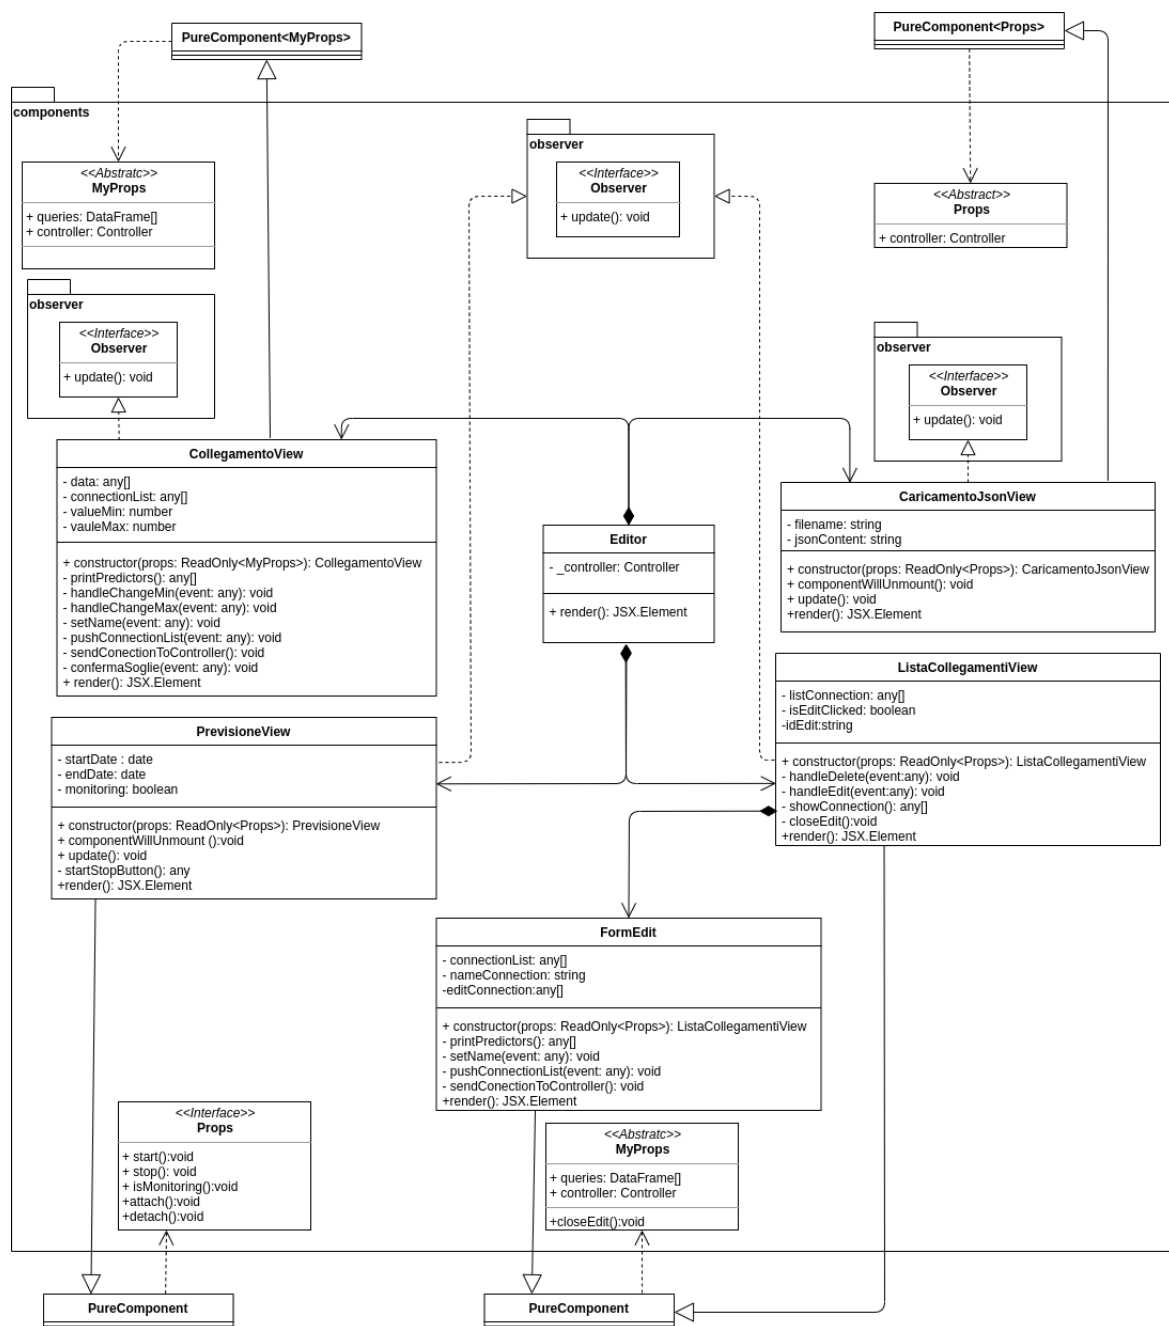 PureComponent<MyProps>
PureComponent<Props>
components
<<Abstratc>>
MyProps
+ queries: DataFrame[]
+ controller: Controller
observer
<<Interface>>
Observer
+ update(): void
<<Abstract>>
Props
+ controller: Controller
observer
<<Interface>>
Observer
+ update(): void
observer
<<Interface>>
Observer
+ update(): void
CollegamentoView
- data: any[]
- connectionList: any[]
- valueMin: number
- vauleMax: number
+ constructor(props: ReadOnly<MyProps>): CollegamentoView
- printPredictors(): any[]
- handleChangeMin(event: any): void
- handleChangeMax(event: any): void
- setName(event: any): void
- pushConnectionList(event: any): void
- sendConectionToController(): void
- confermaSoglie(event: any): void
+ render(): JSX.Element
Editor
- _controller: Controller
+ render(): JSX.Element
CaricamentoJsonView
- filename: string
- jsonContent: string
+ constructor(props: ReadOnly<Props>): CaricamentoJsonView
+ componentWillUnmount(): void
+ update(): void
+render(): JSX.Element
ListaCollegamentiView
- listConnection: any[]
- isEditClicked: boolean
-idEdit:string
+ constructor(props: ReadOnly<Props>): ListaCollegamentiView
- handleDelete(event:any): void
- handleEdit(event:any): void
- showConnection(): any[]
- closeEdit():void
+render(): JSX.Element
PrevisioneView
- startDate : date
- endDate: date
- monitoring: boolean
+ constructor(props: ReadOnly<Props>): PrevisioneView
+ componentWillUnmount ():void
+ update(): void
- startStopButton(): any
+render(): JSX.Element
FormEdit
- connectionList: any[]
- nameConnection: string
-editConnection:any[]
+ constructor(props: ReadOnly<Props>): ListaCollegamentiView
- printPredictors(): any[]
- setName(event: any): void
- pushConnectionList(event: any): void
- sendConectionToController(): void
+render(): JSX.Element
<<Interface>>
Props
+ start():void
+ stop(): void
+ isMonitoring():void
+attach():void
+detach():void
<<Abstratc>>
MyProps
+ queries: DataFrame[]
+ controller: Controller
+closeEdit():void
PureComponent
PureComponent